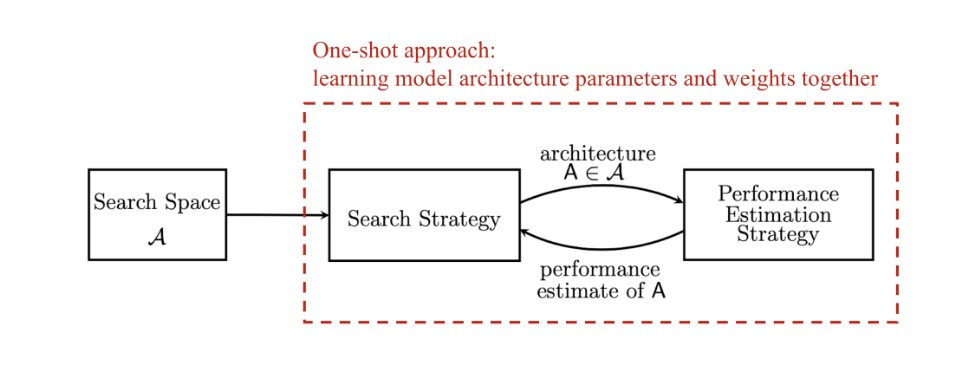 One-shot approach:
learning model architecture parameters and weights together
Search Space
𝒜
Search Strategy
architecture
A ∈ 𝒜
performance
estimate of A
Performance
Estimation
Strategy